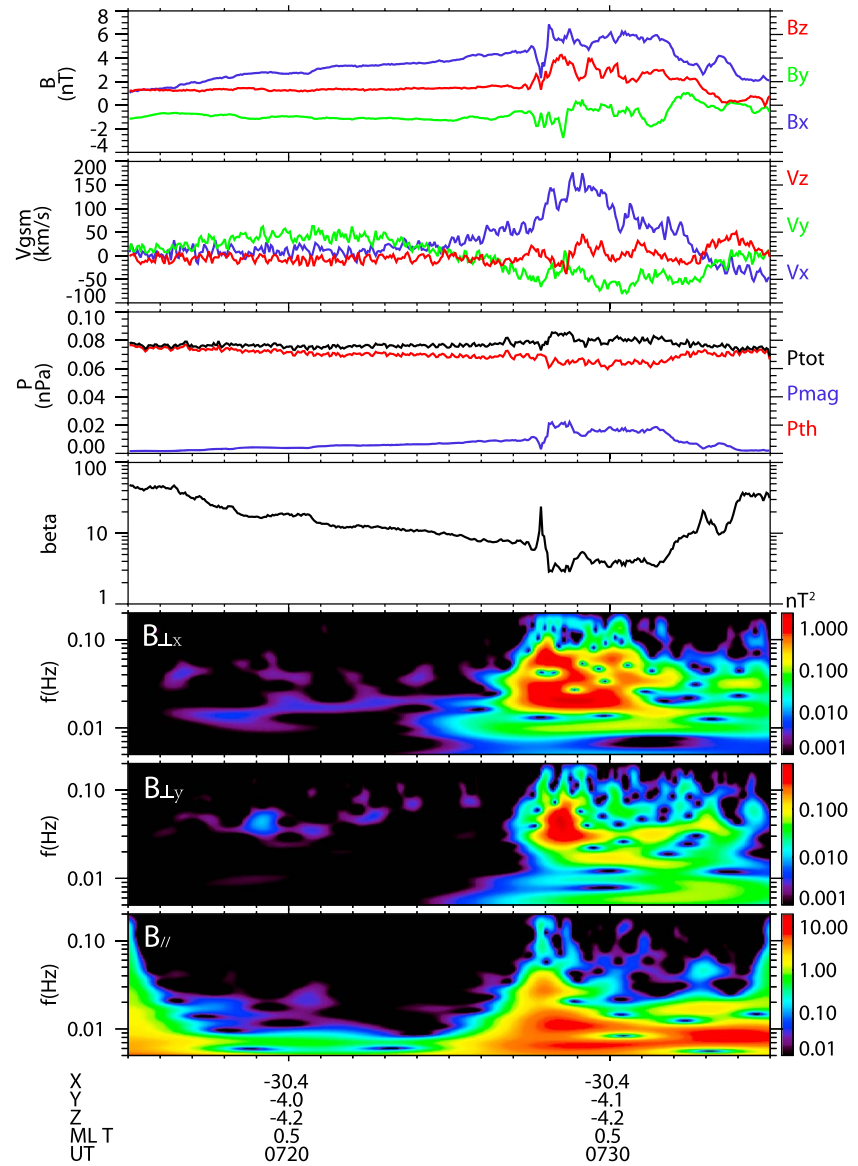 8
6
4
2
0
-2
-4
B
(nT)
Bz
By
Bx
200
150
100
50
0
-50
-100
Vgsm
(km/s)
Vz
Vy
Vx
0.10
0.08
0.06
0.04
0.02
0.00
P
(nPa)
Ptot
Pmag
Pth
100
10
1
beta
nT²
B⊥x
0.10
0.01
f(Hz)
1.000
0.100
0.010
0.001
B⊥y
0.10
0.01
f(Hz)
0.100
0.010
0.001
B//
0.10
0.01
f(Hz)
10.00
1.00
0.10
0.01
X -30.4 -30.4
Y -4.0 -4.1
Z -4.2 -4.2
ML T 0.5 0.5
UT 0720 0730